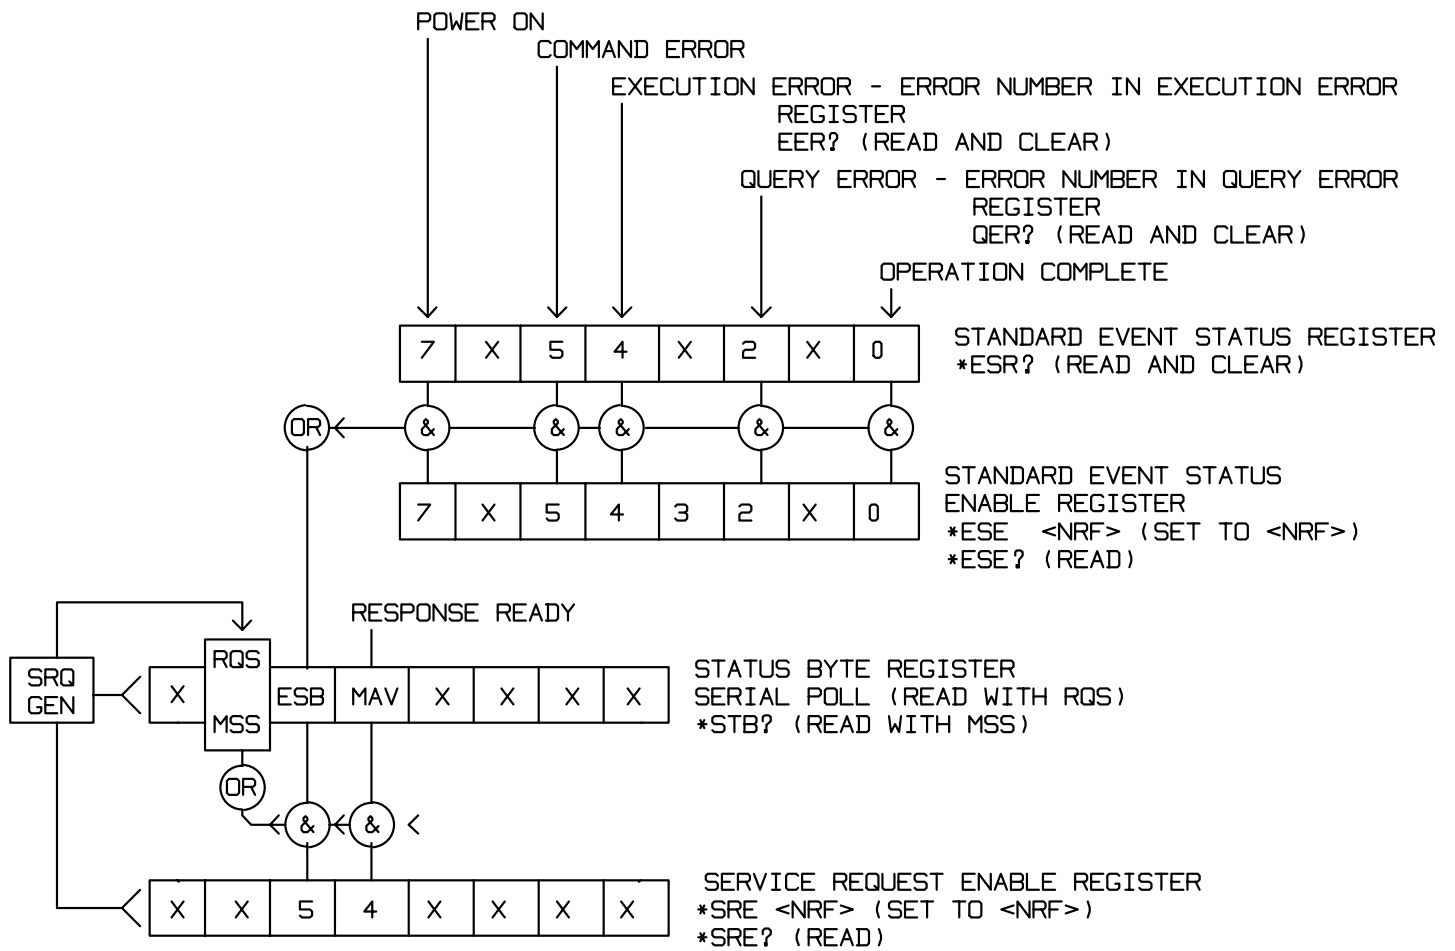 POWER ON
COMMAND ERROR
EXECUTION ERROR - ERROR NUMBER IN EXECUTION ERROR
REGISTER
EER? (READ AND CLEAR)
QUERY ERROR - ERROR NUMBER IN QUERY ERROR
REGISTER
QER? (READ AND CLEAR)
OPERATION COMPLETE
7 X 5 4 X 2 X 0
STANDARD EVENT STATUS REGISTER
*ESR? (READ AND CLEAR)
OR & & & & &
7 X 5 4 3 2 X 0
STANDARD EVENT STATUS
ENABLE REGISTER
*ESE <NRF> (SET TO <NRF>)
*ESE? (READ)
RESPONSE READY
SRQ
GEN
X
RQS
MSS
ESB MAV X X X X
STATUS BYTE REGISTER
SERIAL POLL (READ WITH RQS)
*STB? (READ WITH MSS)
OR
& & <
X X 5 4 X X X X
SERVICE REQUEST ENABLE REGISTER
*SRE <NRF> (SET TO <NRF>)
*SRE? (READ)